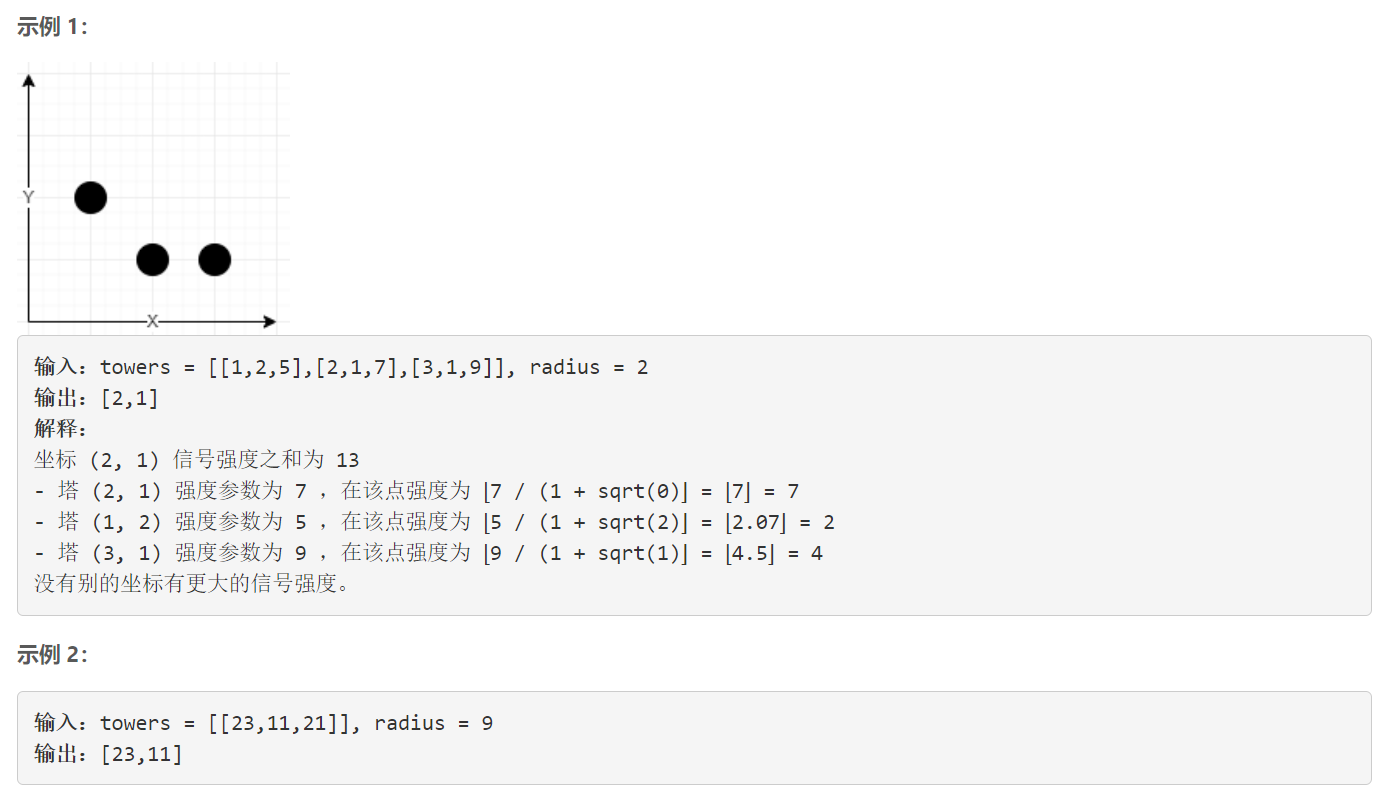 示例 1：
Y
X
输入：towers = [[1,2,5],[2,1,7],[3,1,9]], radius = 2
输出：[2,1]
解释：
坐标 (2, 1) 信号强度之和为 13
- 塔 (2, 1) 强度参数为 7 ，在该点强度为 ⌊7 / (1 + sqrt(0)⌋ = ⌊7⌋ = 7
- 塔 (1, 2) 强度参数为 5 ，在该点强度为 ⌊5 / (1 + sqrt(2)⌋ = ⌊2.07⌋ = 2
- 塔 (3, 1) 强度参数为 9 ，在该点强度为 ⌊9 / (1 + sqrt(1)⌋ = ⌊4.5⌋ = 4
没有别的坐标有更大的信号强度。
示例 2：
输入：towers = [[23,11,21]], radius = 9
输出：[23,11]